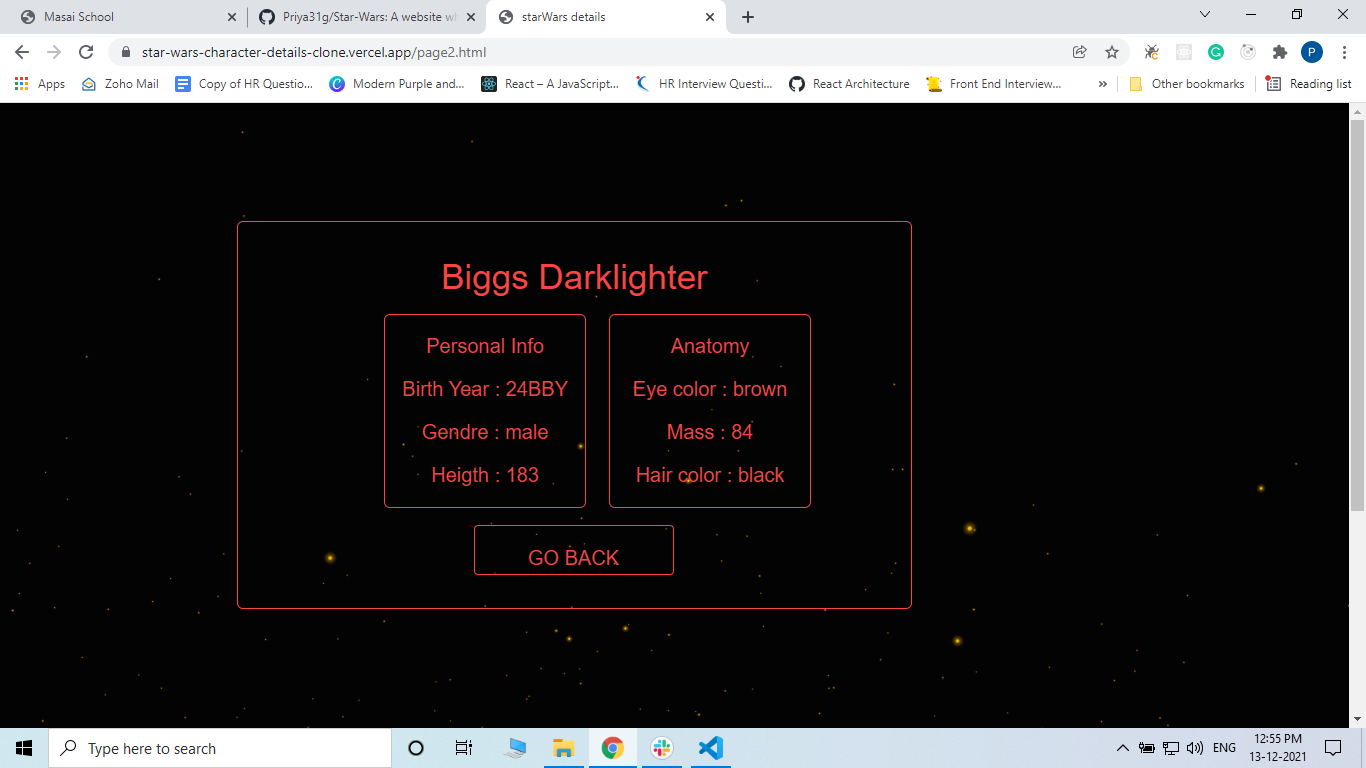 Masai School
Priya31g/Star-Wars: A website wh
starWars details
star-wars-character-details-clone.vercel.app/page2.html
P
Apps
Zoho Mail
Copy of HR Questio...
Modern Purple and...
React – A JavaScript...
HR Interview Questi...
React Architecture
Front End Interview...
»
Other bookmarks
Reading list
Biggs Darklighter
Personal Info
Birth Year : 24BBY
Gendre : male
Heigth : 183
Anatomy
Eye color : brown
Mass : 84
Hair color : black
GO BACK
Type here to search
ENG
12:55 PM
13-12-2021